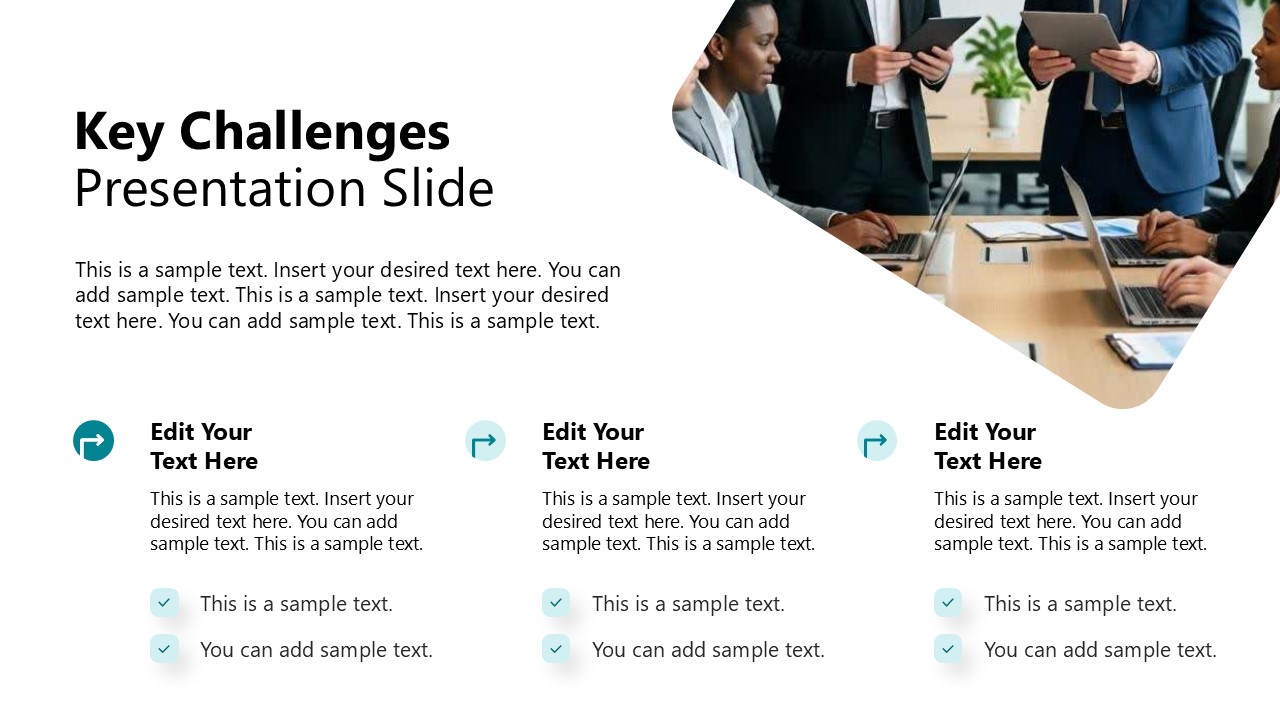 Key Challenges
Presentation Slide
This is a sample text. Insert your desired text here. You can
add sample text. This is a sample text. Insert your desired
text here. You can add sample text. This is a sample text.
Edit Your
Text Here
This is a sample text. Insert your
desired text here. You can add
sample text. This is a sample text.
This is a sample text.
You can add sample text.
Edit Your
Text Here
This is a sample text. Insert your
desired text here. You can add
sample text. This is a sample text.
This is a sample text.
You can add sample text.
Edit Your
Text Here
This is a sample text. Insert your
desired text here. You can add
sample text. This is a sample text.
This is a sample text.
You can add sample text.